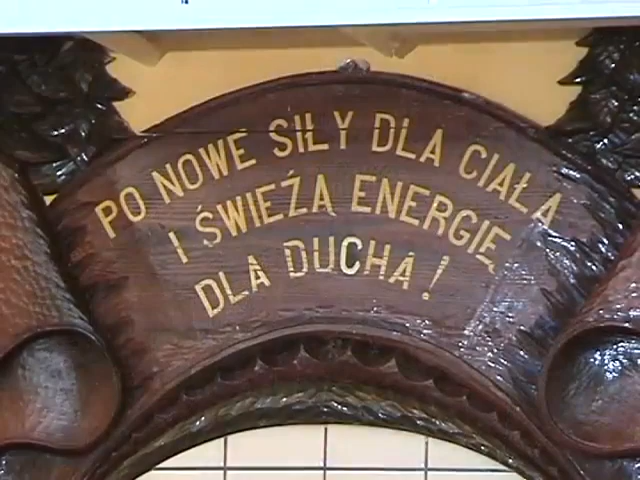 PO NOWE SIŁY DLA CIAŁA
I ŚWIEŻĄ ENERGIĘ
DLA DUCHA!